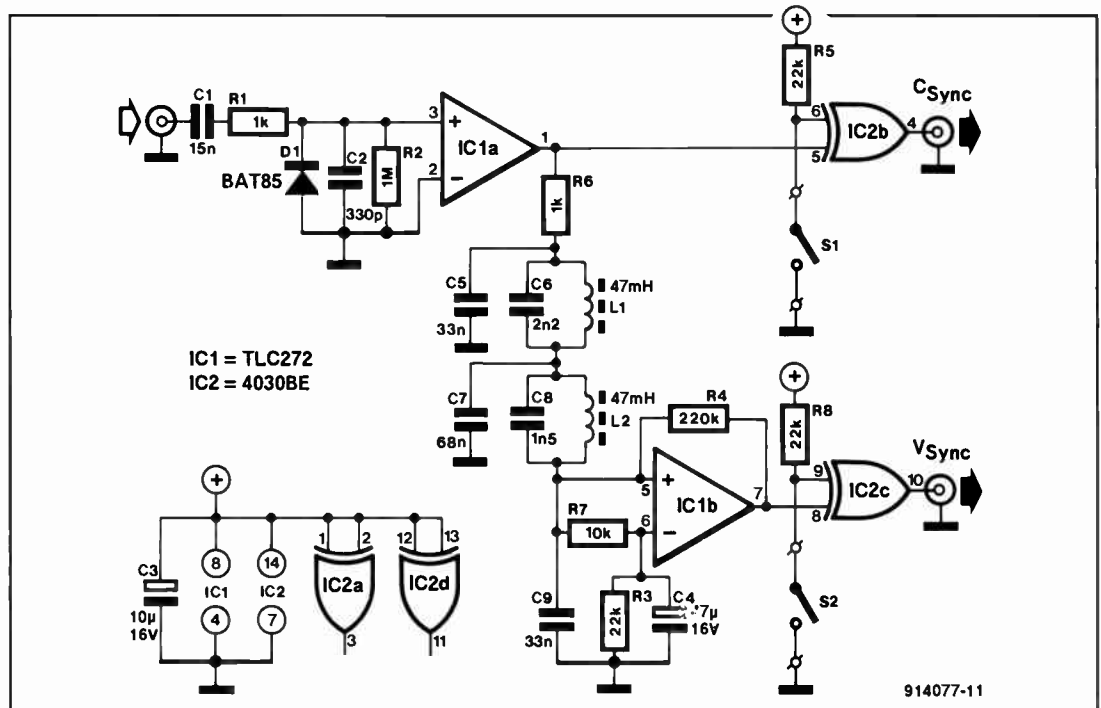 C1
15n
R1
1k
D1
BAT85
C2
330p
R2
1M
3
+
2
−
IC1a
1
+
R5
22k
6
5
IC2b
4
CSync
S1
R6
1k
C5
33n
C6
2n2
47mH
L1
IC1 = TLC272
IC2 = 4030BE
C7
68n
C8
1n5
47mH
L2
R4
220k
5
+
6
−
IC1b
7
R7
10k
C9
33n
R3
22k
C4
7µ
16V
+
R8
22k
9
8
IC2c
10
VSync
S2
+
C3
10µ
16V
8
IC1
4
14
IC2
7
1
2
IC2a
3
12
13
IC2d
11
914077-11